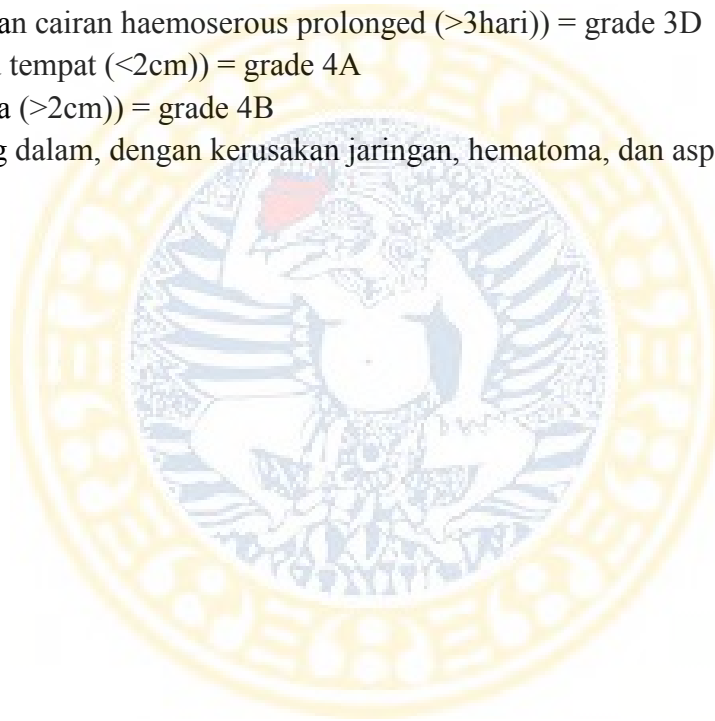 an cairan haemoserous prolonged (>3hari)) = grade 3D
tempat (<2cm)) = grade 4A
a (>2cm)) = grade 4B
g dalam, dengan kerusakan jaringan, hematoma, dan asp